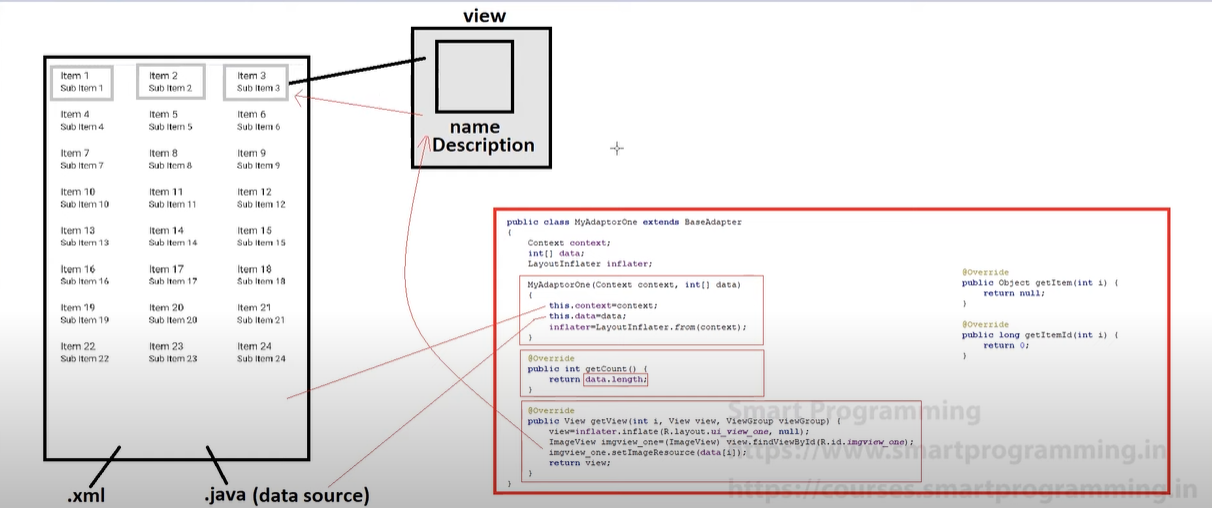 view
Item 1 Item 2 Item 3
Sub Item 1 Sub Item 2 Sub Item 3
Item 4 Item 5 Item 6
Sub Item 4 Sub Item 5 Sub Item 6
Item 7 Item 8 Item 9
Sub Item 7 Sub Item 8 Sub Item 9
Item 10 Item 11 Item 12
Sub Item 10 Sub Item 11 Sub Item 12
Item 13 Item 14 Item 15
Sub Item 13 Sub Item 14 Sub Item 15
Item 16 Item 17 Item 18
Sub Item 16 Sub Item 17 Sub Item 18
Item 19 Item 20 Item 21
Sub Item 19 Sub Item 20 Sub Item 21
Item 22 Item 23 Item 24
Sub Item 22 Sub Item 23 Sub Item 24
.xml
.java (data source)
name
Description
public class MyAdaptorOne extends BaseAdapter
{
Context context;
int[] data;
LayoutInflater inflater;
MyAdaptorOne(Context context, int[] data)
{
this.context=context;
this.data=data;
inflater=LayoutInflater.from(context);
}
@Override
public int getCount() {
return data.length;
}
@Override
public View getView(int i, View view, ViewGroup viewGroup) {
view=inflater.inflate(R.layout.ui_view_one, null);
ImageView imgview_one=(ImageView) view.findViewById(R.id.imgview_one);
imgview_one.setImageResource(data[i]);
return view;
}
}
@Override
public Object getItem(int i) {
return null;
}
@Override
public long getItemId(int i) {
return 0;
}
Smart Programming
https://www.smartprogramming.in
https://courses.smartprogramming.in